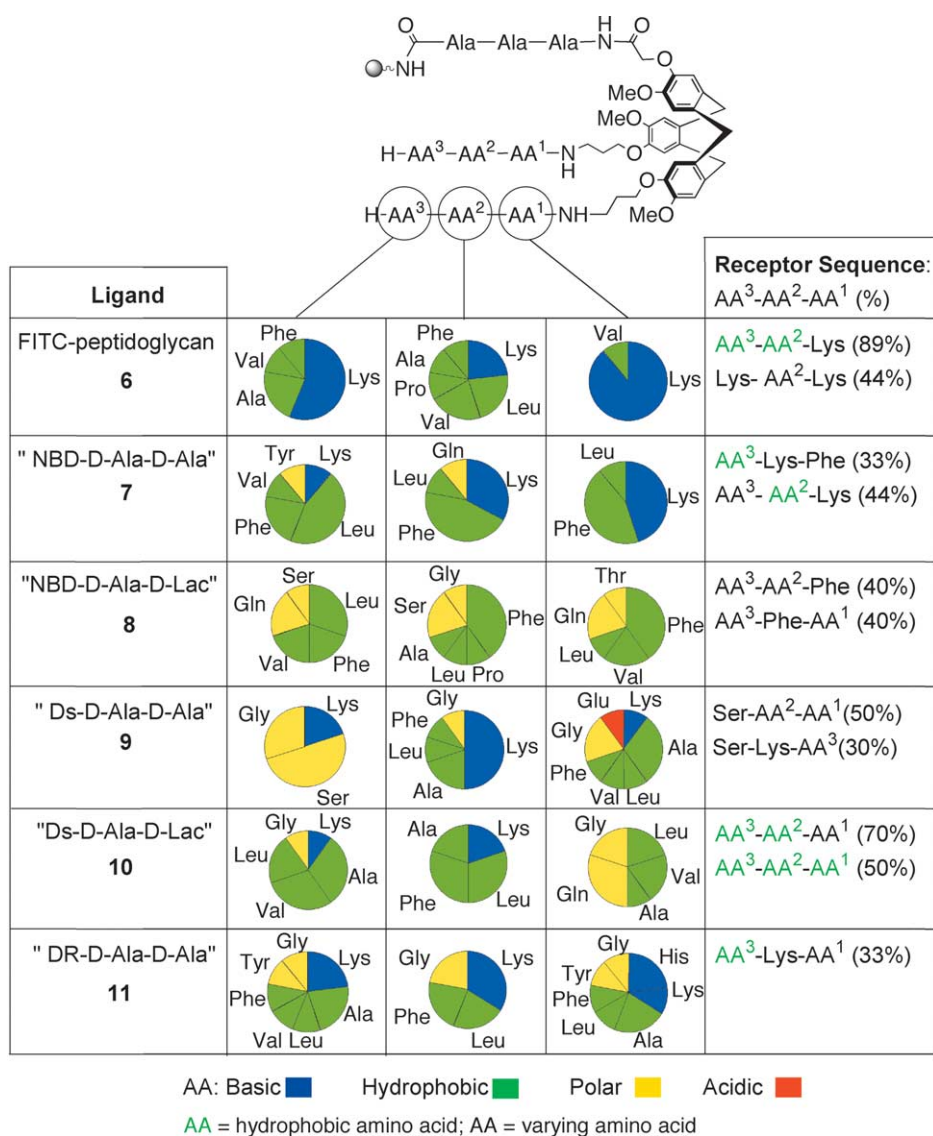 O
Ala—Ala—Ala
H
N
O
NH
O
MeO
MeO
H-AA³-AA²-AA¹-N
H
O
O
H-AA³ AA² AA¹ NH
MeO
Ligand
Receptor Sequence:
AA³-AA²-AA¹ (%)
FITC-peptidoglycan
6
Phe
Val
Ala
Lys
Phe
Ala
Pro
Val
Lys
Leu
Val
Lys
AA³-AA²-Lys (89%)
Lys- AA²-Lys (44%)
" NBD-D-Ala-D-Ala"
7
Tyr
Lys
Val
Phe
Leu
Gln
Leu
Lys
Phe
Leu
Lys
Phe
AA³-Lys-Phe (33%)
AA³- AA²-Lys (44%)
"NBD-D-Ala-D-Lac"
8
Ser
Gln
Leu
Val
Phe
Gly
Ser
Phe
Ala
Leu Pro
Thr
Gln
Phe
Leu
Val
AA³-AA²-Phe (40%)
AA³-Phe-AA¹ (40%)
" Ds-D-Ala-D-Ala"
9
Gly
Lys
Ser
Gly
Phe
Leu
Lys
Ala
Glu
Lys
Gly
Ala
Phe
Val Leu
Ser-AA²-AA¹(50%)
Ser-Lys-AA³(30%)
"Ds-D-Ala-D-Lac"
10
Gly
Lys
Leu
Ala
Val
Ala
Lys
Phe
Leu
Gly
Leu
Val
Gln
Ala
AA³-AA²-AA¹ (70%)
AA³-AA²-AA¹ (50%)
" DR-D-Ala-D-Ala"
11
Gly
Tyr
Lys
Phe
Ala
Val Leu
Gly
Lys
Phe
Leu
Gly
His
Tyr
Lys
Phe
Leu
Ala
AA³-Lys-AA¹ (33%)
AA: Basic Hydrophobic Polar Acidic
AA = hydrophobic amino acid; AA = varying amino acid